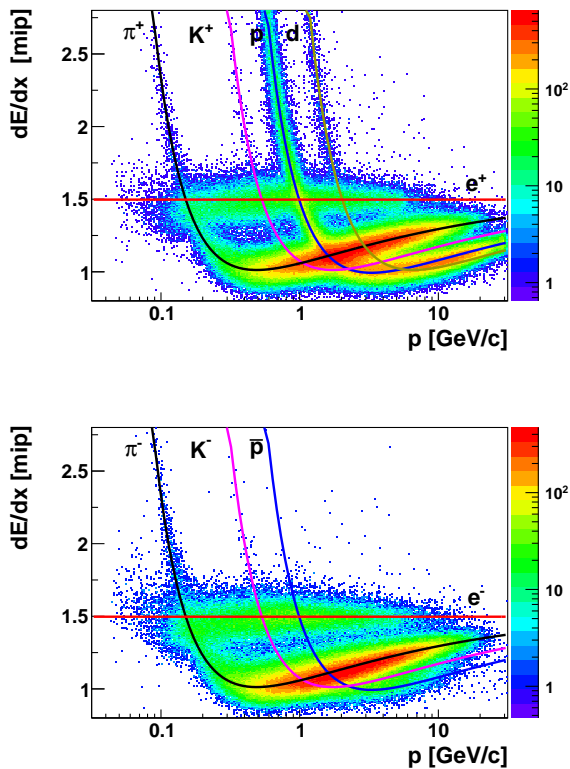 dE/dx [mip]
π+ K+ p d
e+
2.5
2
1.5
1
0.1 1 10
p [GeV/c]
10²
10
1
dE/dx [mip]
π- K- p̅
e-
2.5
2
1.5
1
0.1 1 10
p [GeV/c]
10²
10
1